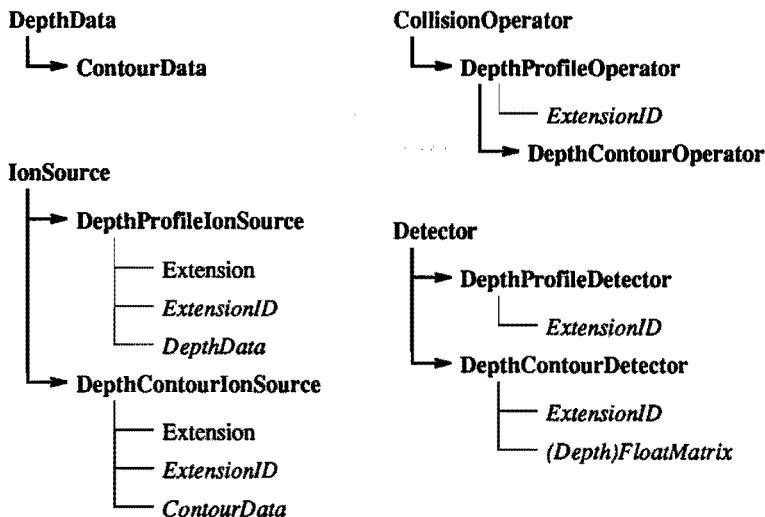 DepthData
ContourData
IonSource
DepthProfileIonSource
Extension
ExtensionID
DepthData
DepthContourIonSource
Extension
ExtensionID
ContourData
CollisionOperator
DepthProfileOperator
ExtensionID
DepthContourOperator
Detector
DepthProfileDetector
ExtensionID
DepthContourDetector
ExtensionID
(Depth)FloatMatrix